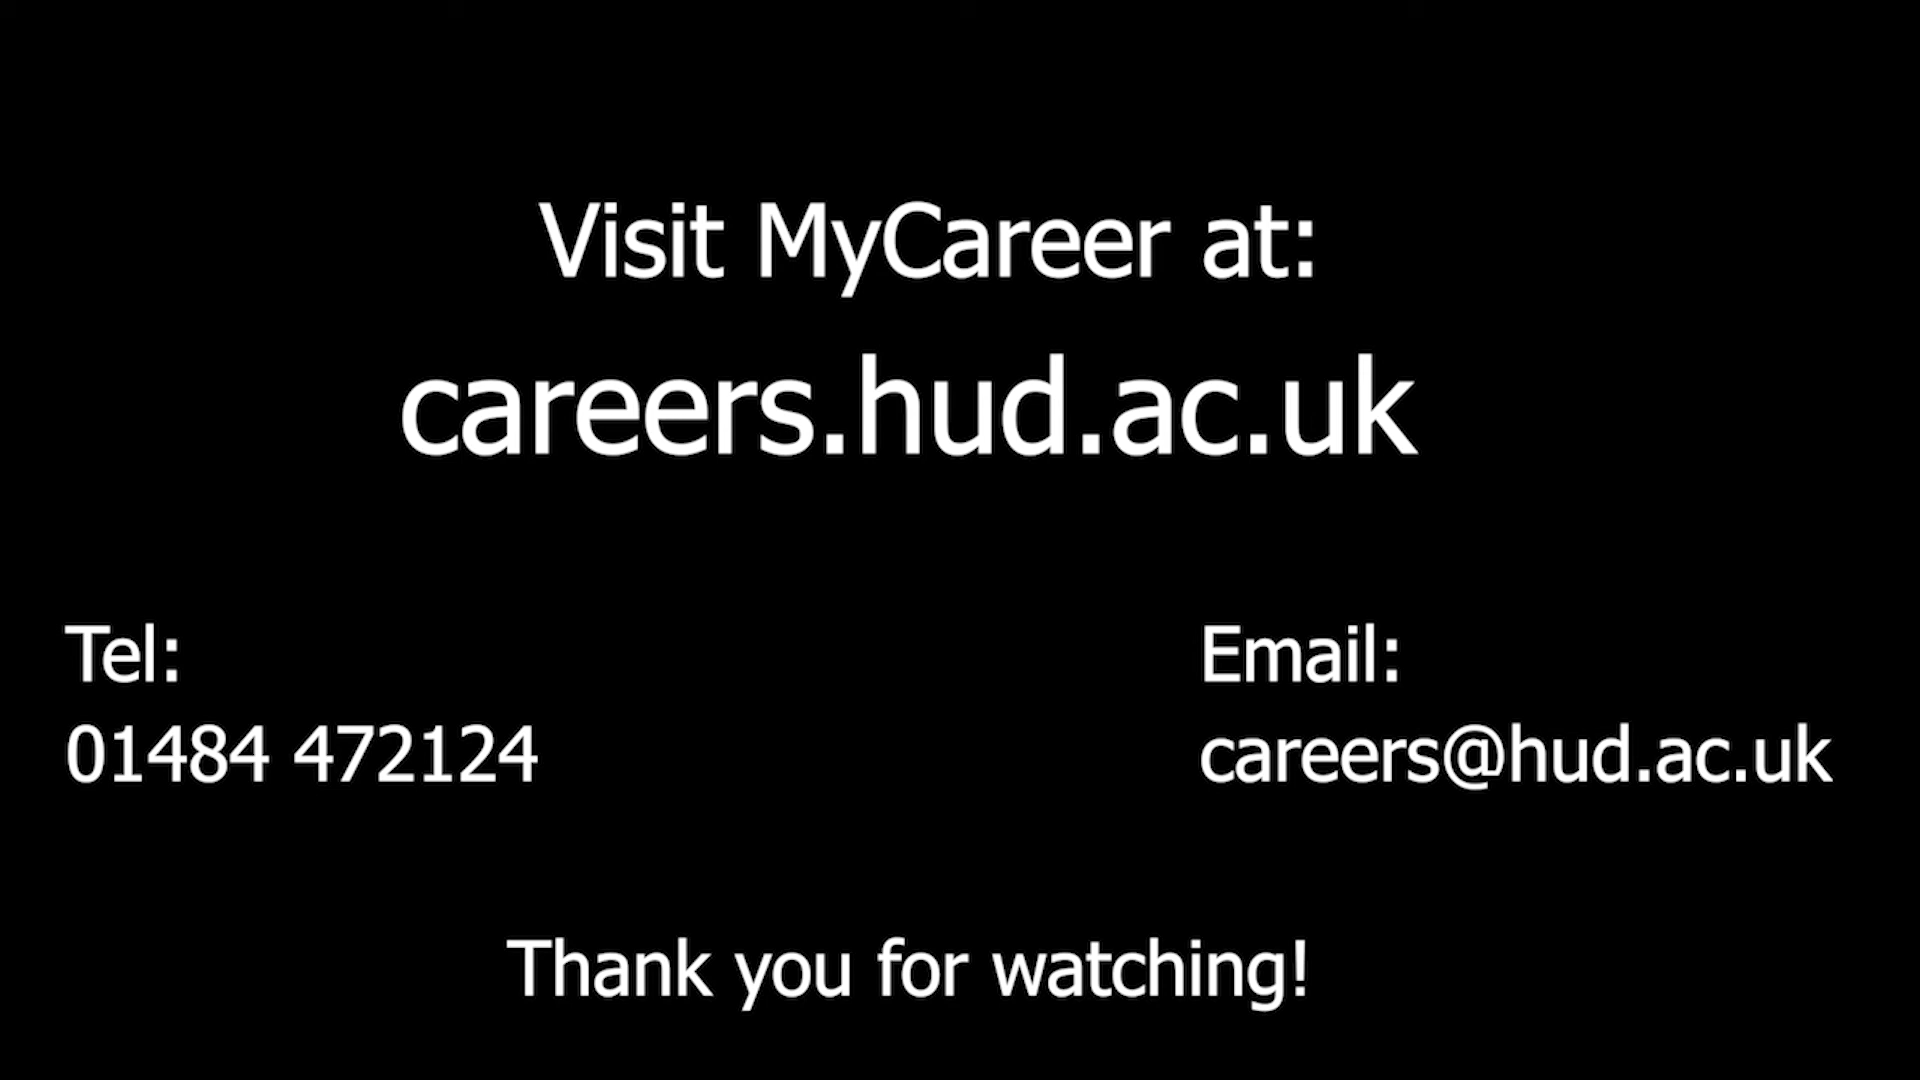 Visit MyCareer at:
careers.hud.ac.uk
Tel:
01484 472124
Email:
careers@hud.ac.uk
Thank you for watching!